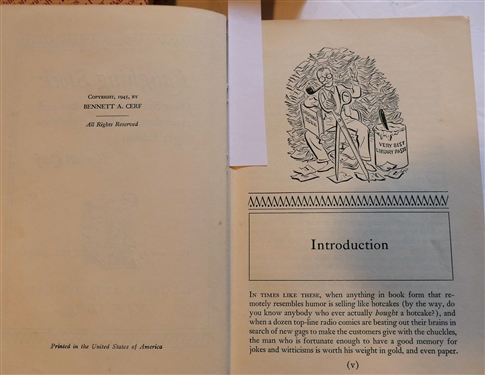 Copyright, 1945, by
BENNETT A. CERF
All Rights Reserved
Printed in the United States of America
VERY BEST
LIBRARY PASTE
Introduction
In times like these, when anything in book form that re-
motely resembles humor is selling like hotcakes (by the way, do
you know anybody who ever actually bought a hotcake?), and
when a dozen top-line radio comics are beating out their brains in
search of new gags to make the customers give with the chuckles,
the man who is fortunate enough to have a good memory for
jokes and witticisms is worth his weight in gold, and even paper.
(v)